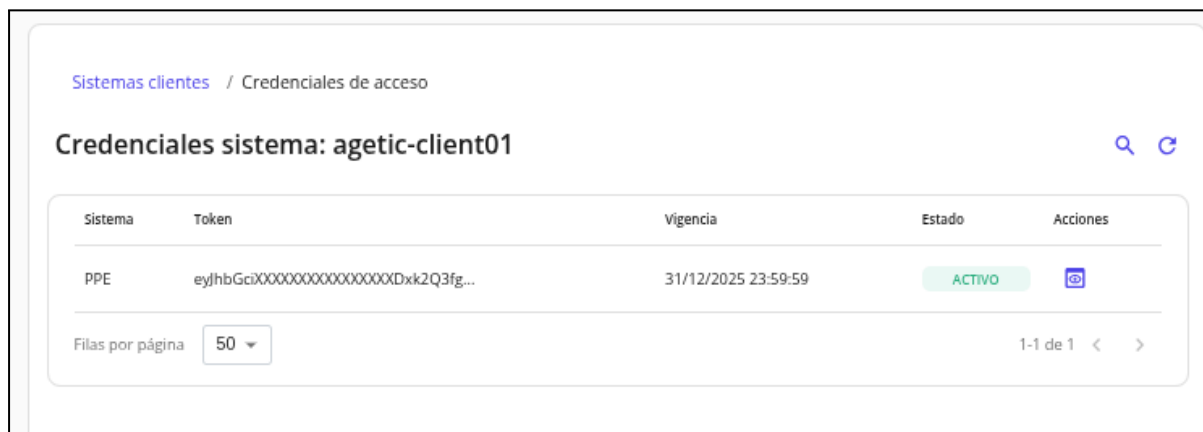 Sistemas clientes / Credenciales de acceso
Credenciales sistema: agetic-client01
Sistema Token Vigencia Estado Acciones
PPE eyJhbGciXXXXXXXXXXXXXXXXDxk2Q3fg... 31/12/2025 23:59:59 ACTIVO
Filas por página 50 1-1 de 1